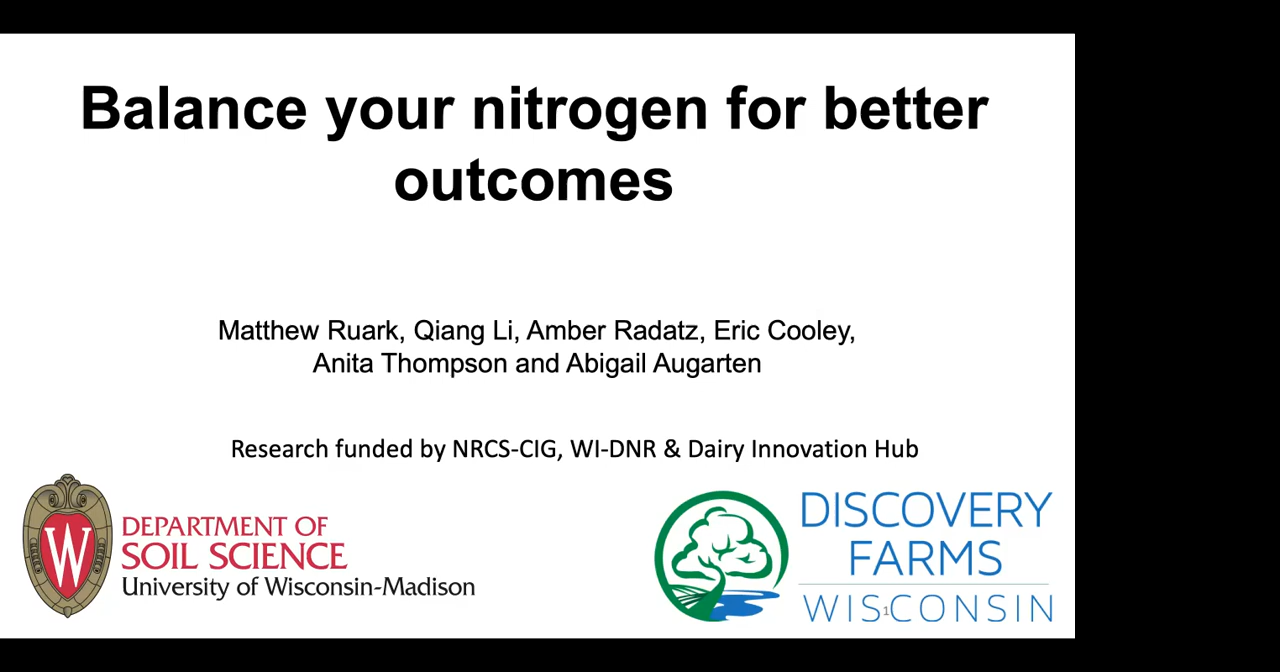 Balance your nitrogen for better
outcomes
Matthew Ruark, Qiang Li, Amber Radatz, Eric Cooley,
Anita Thompson and Abigail Augarten
Research funded by NRCS-CIG, WI-DNR & Dairy Innovation Hub
W
DEPARTMENT OF
SOIL SCIENCE
University of Wisconsin-Madison
DISCOVERY
FARMS
WISCONSIN
1